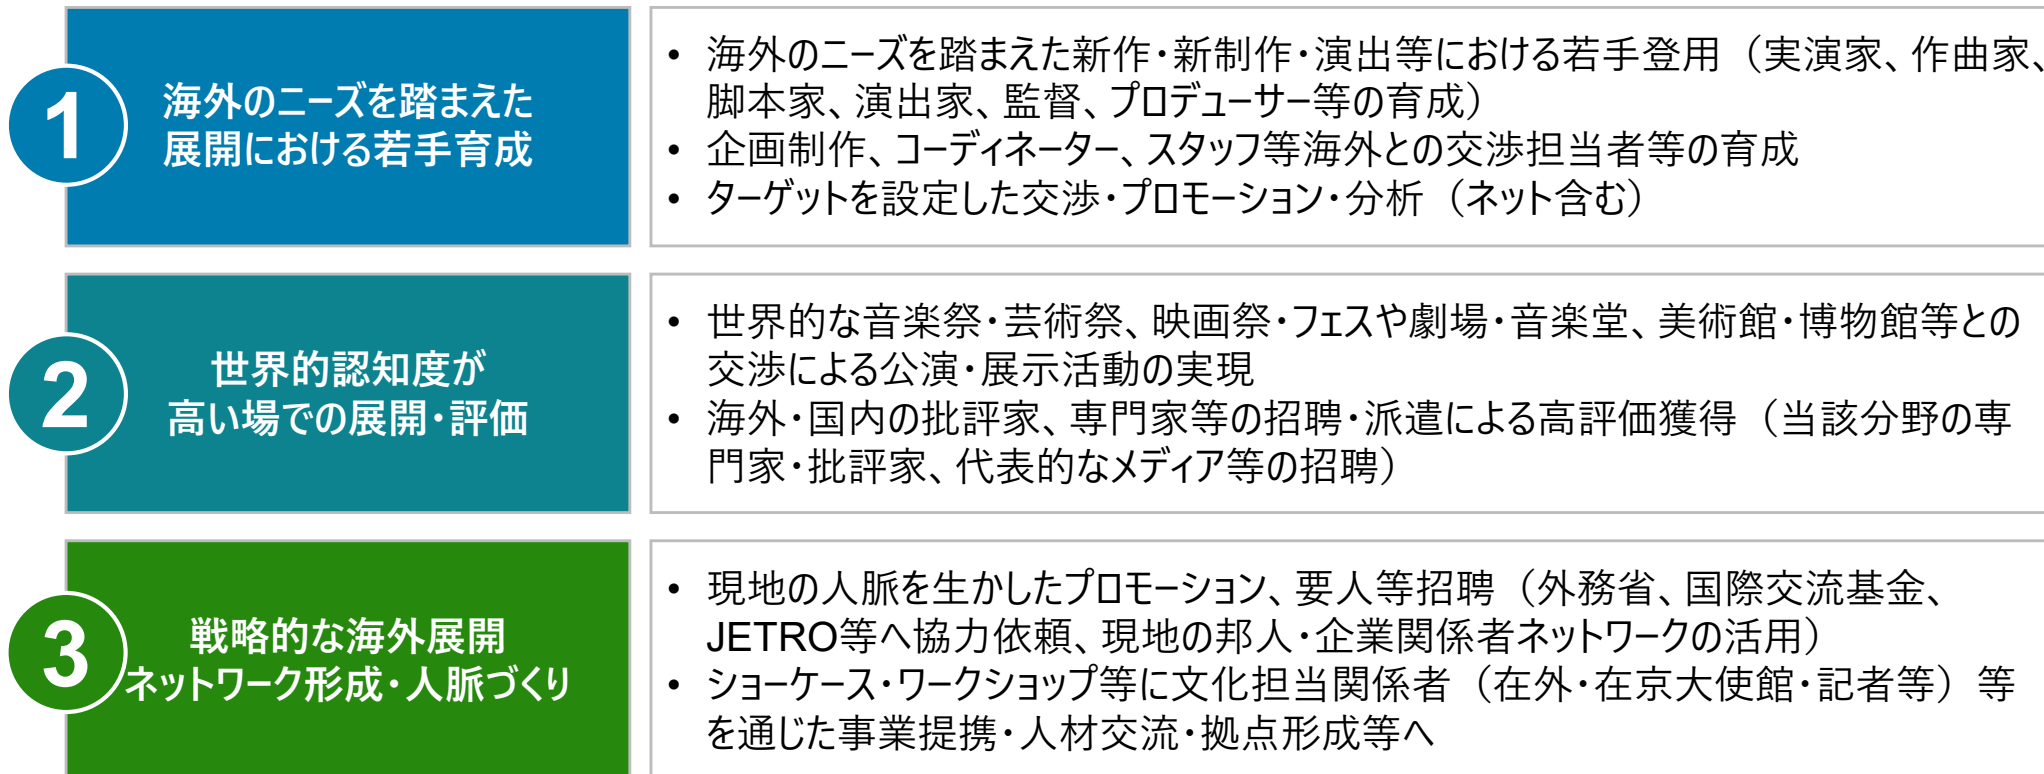 1
海外のニーズを踏まえた
展開における若手育成
• 海外のニーズを踏まえた新作・新制作・演出等における若手登用（実演家、作曲家、
脚本家、演出家、監督、プロデューサー等の育成）
• 企画制作、コーディネーター、スタッフ等海外との交渉担当者等の育成
• ターゲットを設定した交渉・プロモーション・分析（ネット含む）
2
世界的認知度が
高い場での展開・評価
• 世界的な音楽祭・芸術祭、映画祭・フェスや劇場・音楽堂、美術館・博物館等との
交渉による公演・展示活動の実現
• 海外・国内の批評家、専門家等の招聘・派遣による高評価獲得（当該分野の専
門家・批評家、代表的なメディア等の招聘）
3
戦略的な海外展開
ネットワーク形成・人脈づくり
• 現地の人脈を生かしたプロモーション、要人等招聘（外務省、国際交流基金、
JETRO等へ協力依頼、現地の邦人・企業関係者ネットワークの活用）
• ショーケース・ワークショップ等に文化担当関係者（在外・在京大使館・記者等）等
を通じた事業提携・人材交流・拠点形成等へ